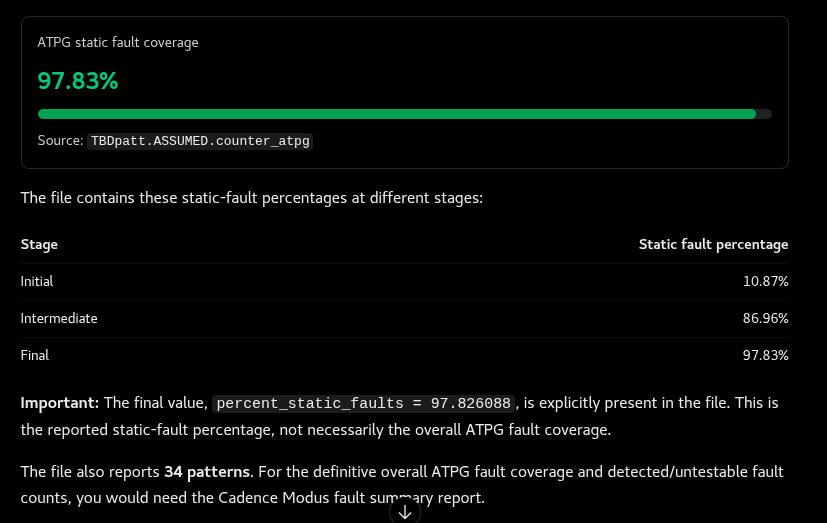 ATPG static fault coverage
97.83%
Source: TBDpatt.ASSUMED.counter_atpg
The file contains these static-fault percentages at different stages:
Stage Static fault percentage
Initial 10.87%
Intermediate 86.96%
Final 97.83%
Important: The final value, percent_static_faults = 97.826088, is explicitly present in the file. This is
the reported static-fault percentage, not necessarily the overall ATPG fault coverage.
The file also reports 34 patterns. For the definitive overall ATPG fault coverage and detected/untestable fault
counts, you would need the Cadence Modus fault summary report.